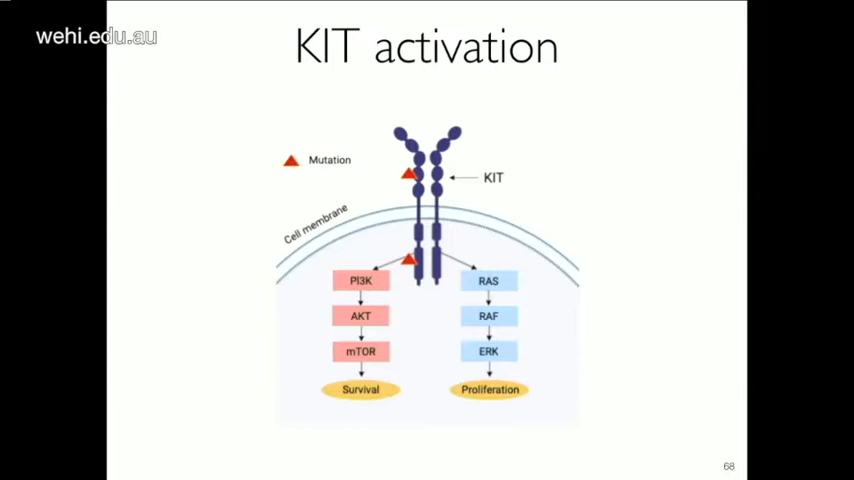 wehi.edu.au
KIT activation
Mutation
KIT
Cell membrane
PI3K
RAS
AKT
RAF
mTOR
ERK
Survival
Proliferation
68